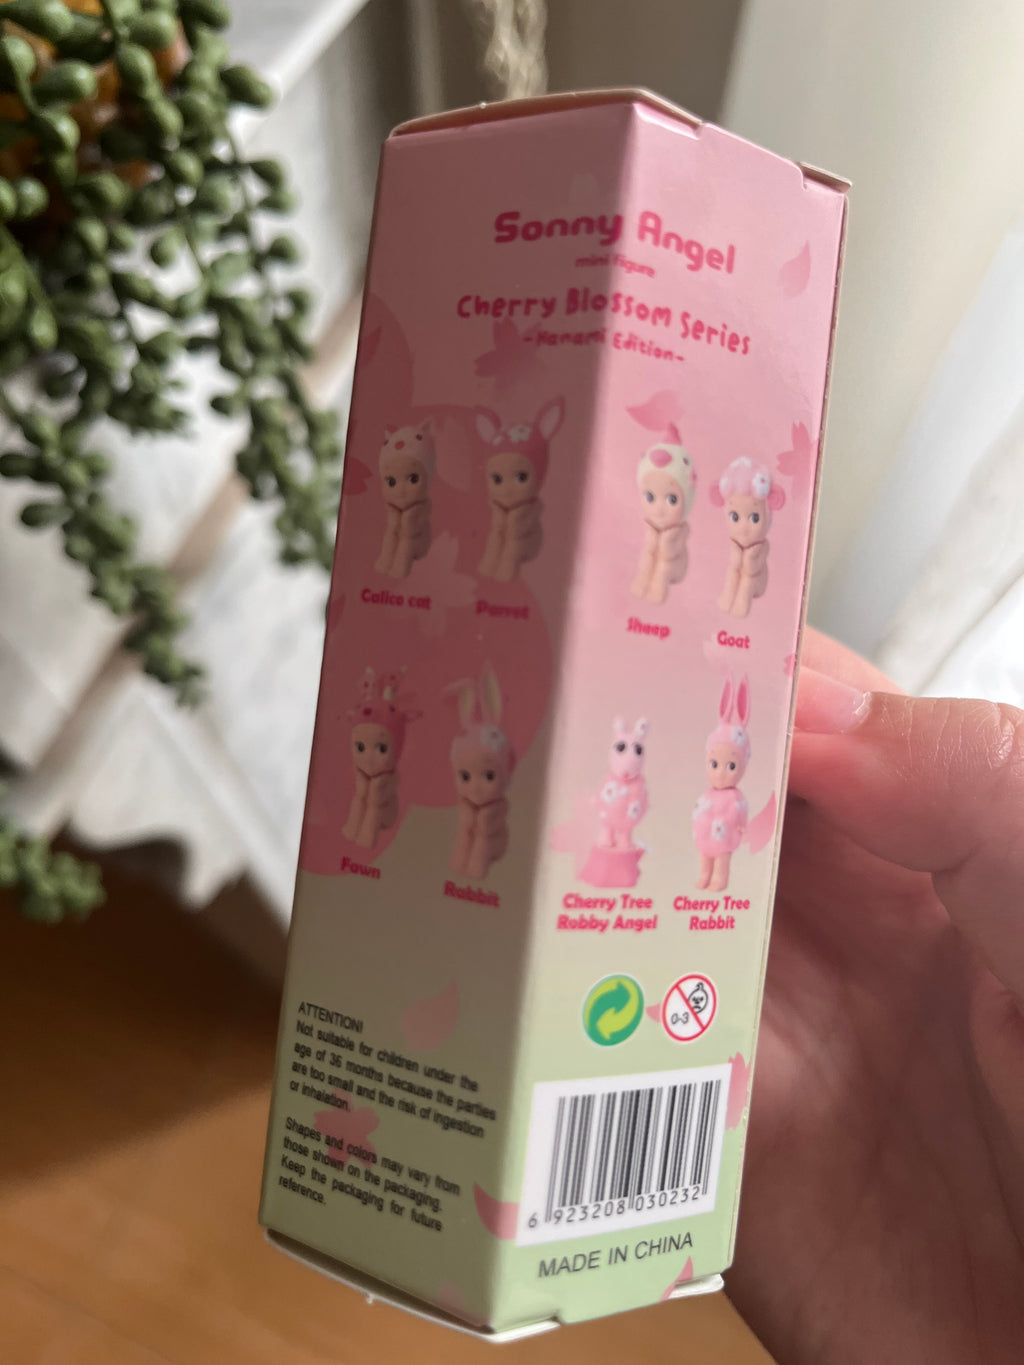 Sonny Angel
mini figure
Cherry Blossom Series
-Hanami Edition-
Calico cat
Parrot
Sheep
Goat
Fawn
Rabbit
Cherry Tree
Robby Angel
Cherry Tree
Rabbit
0-3
ATTENTION!
Not suitable for children under the
age of 36 months because the parties
are too small and the risk of ingestion
or inhalation.
Shapes and colors may vary from
those shown on the packaging.
Keep the packaging for future
reference.
6 923208 030232
MADE IN CHINA